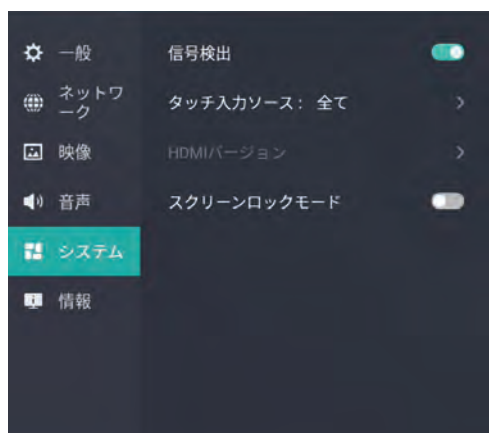 一般
ネットワ
ーク
映像
音声
システム
情報
信号検出
タッチ入力ソース： 全て
HDMIバージョン
スクリーンロックモード